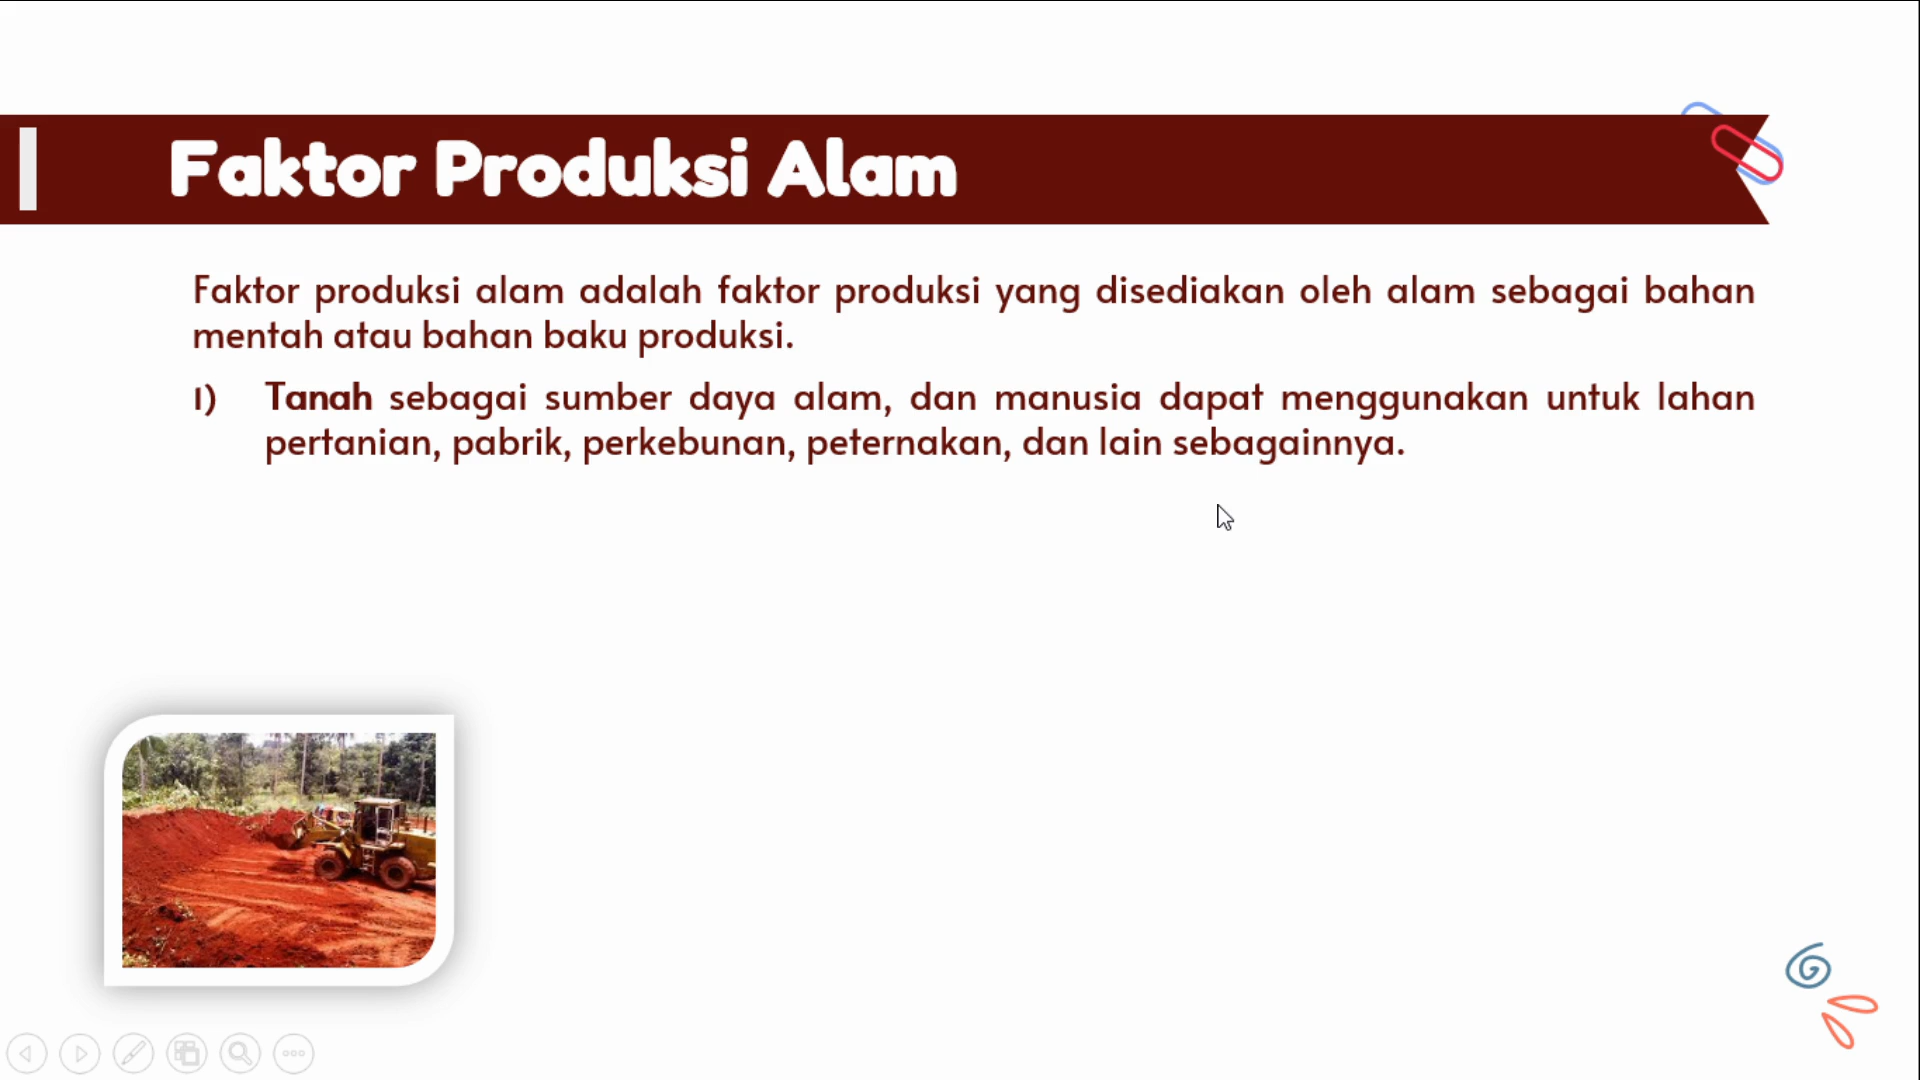 Faktor Produksi Alam
Faktor produksi alam adalah faktor produksi yang disediakan oleh alam sebagai bahan
mentah atau bahan baku produksi.
1) Tanah sebagai sumber daya alam, dan manusia dapat menggunakan untuk lahan
pertanian, pabrik, perkebunan, peternakan, dan lain sebagainnya.